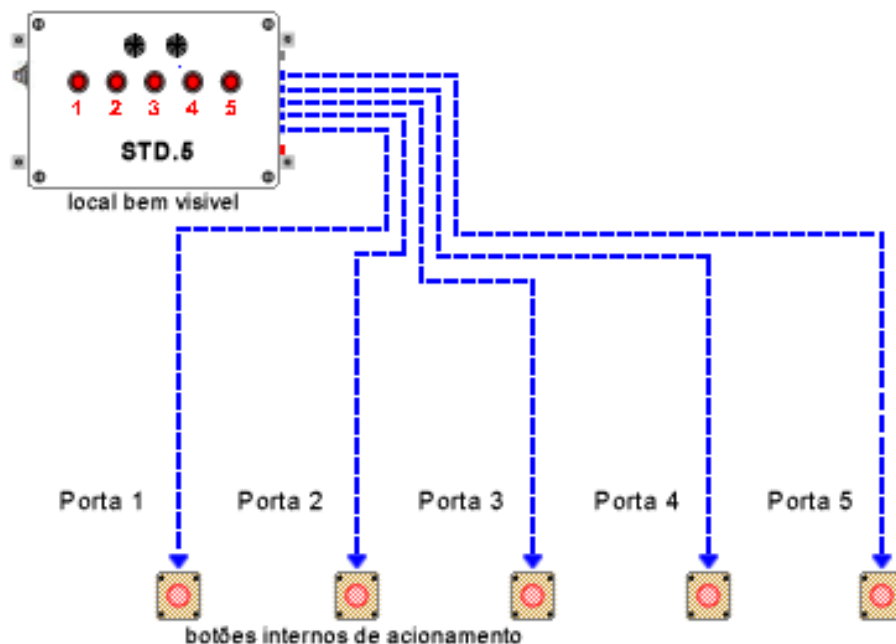 1 2 3 4 5
STD.5
local bem visivel
Porta 1 Porta 2 Porta 3 Porta 4 Porta 5
botões internos de acionamento